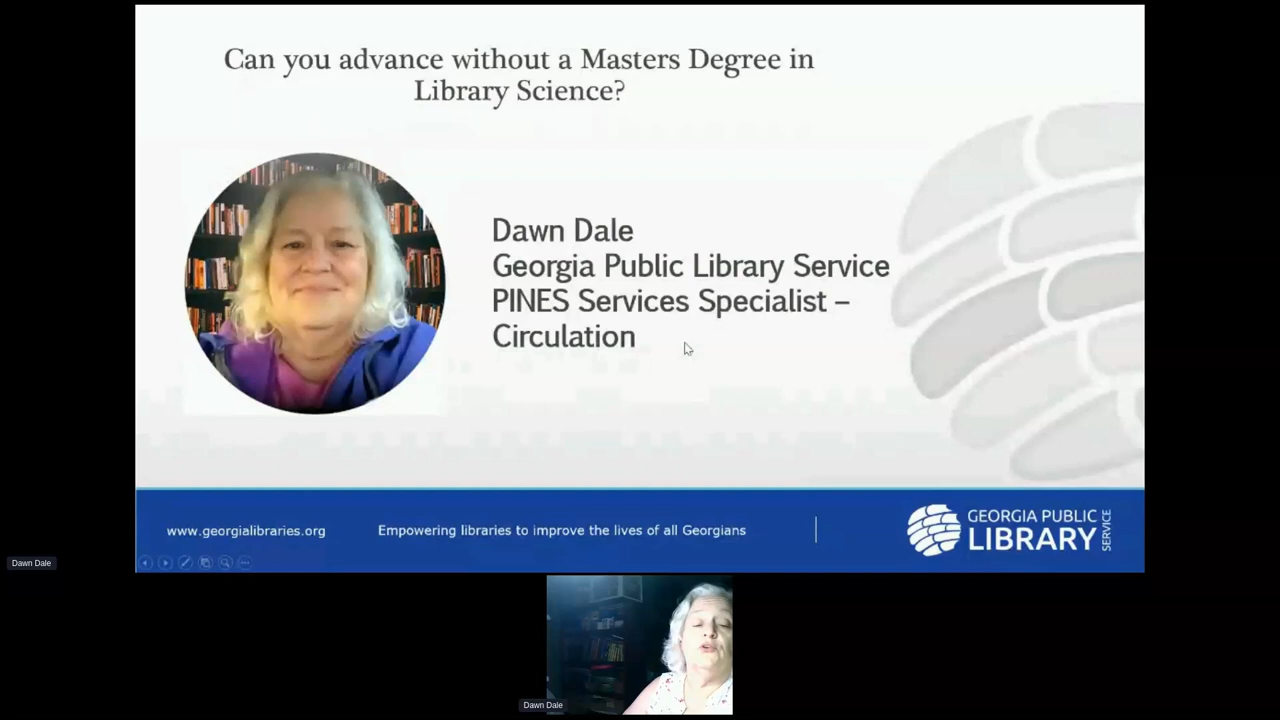 Can you advance without a Masters Degree in
Library Science?
Dawn Dale
Georgia Public Library Service
PINES Services Specialist –
Circulation
www.georgialibraries.org
Empowering libraries to improve the lives of all Georgians
GEORGIA PUBLIC
LIBRARY
SERVICE
Dawn Dale
Dawn Dale